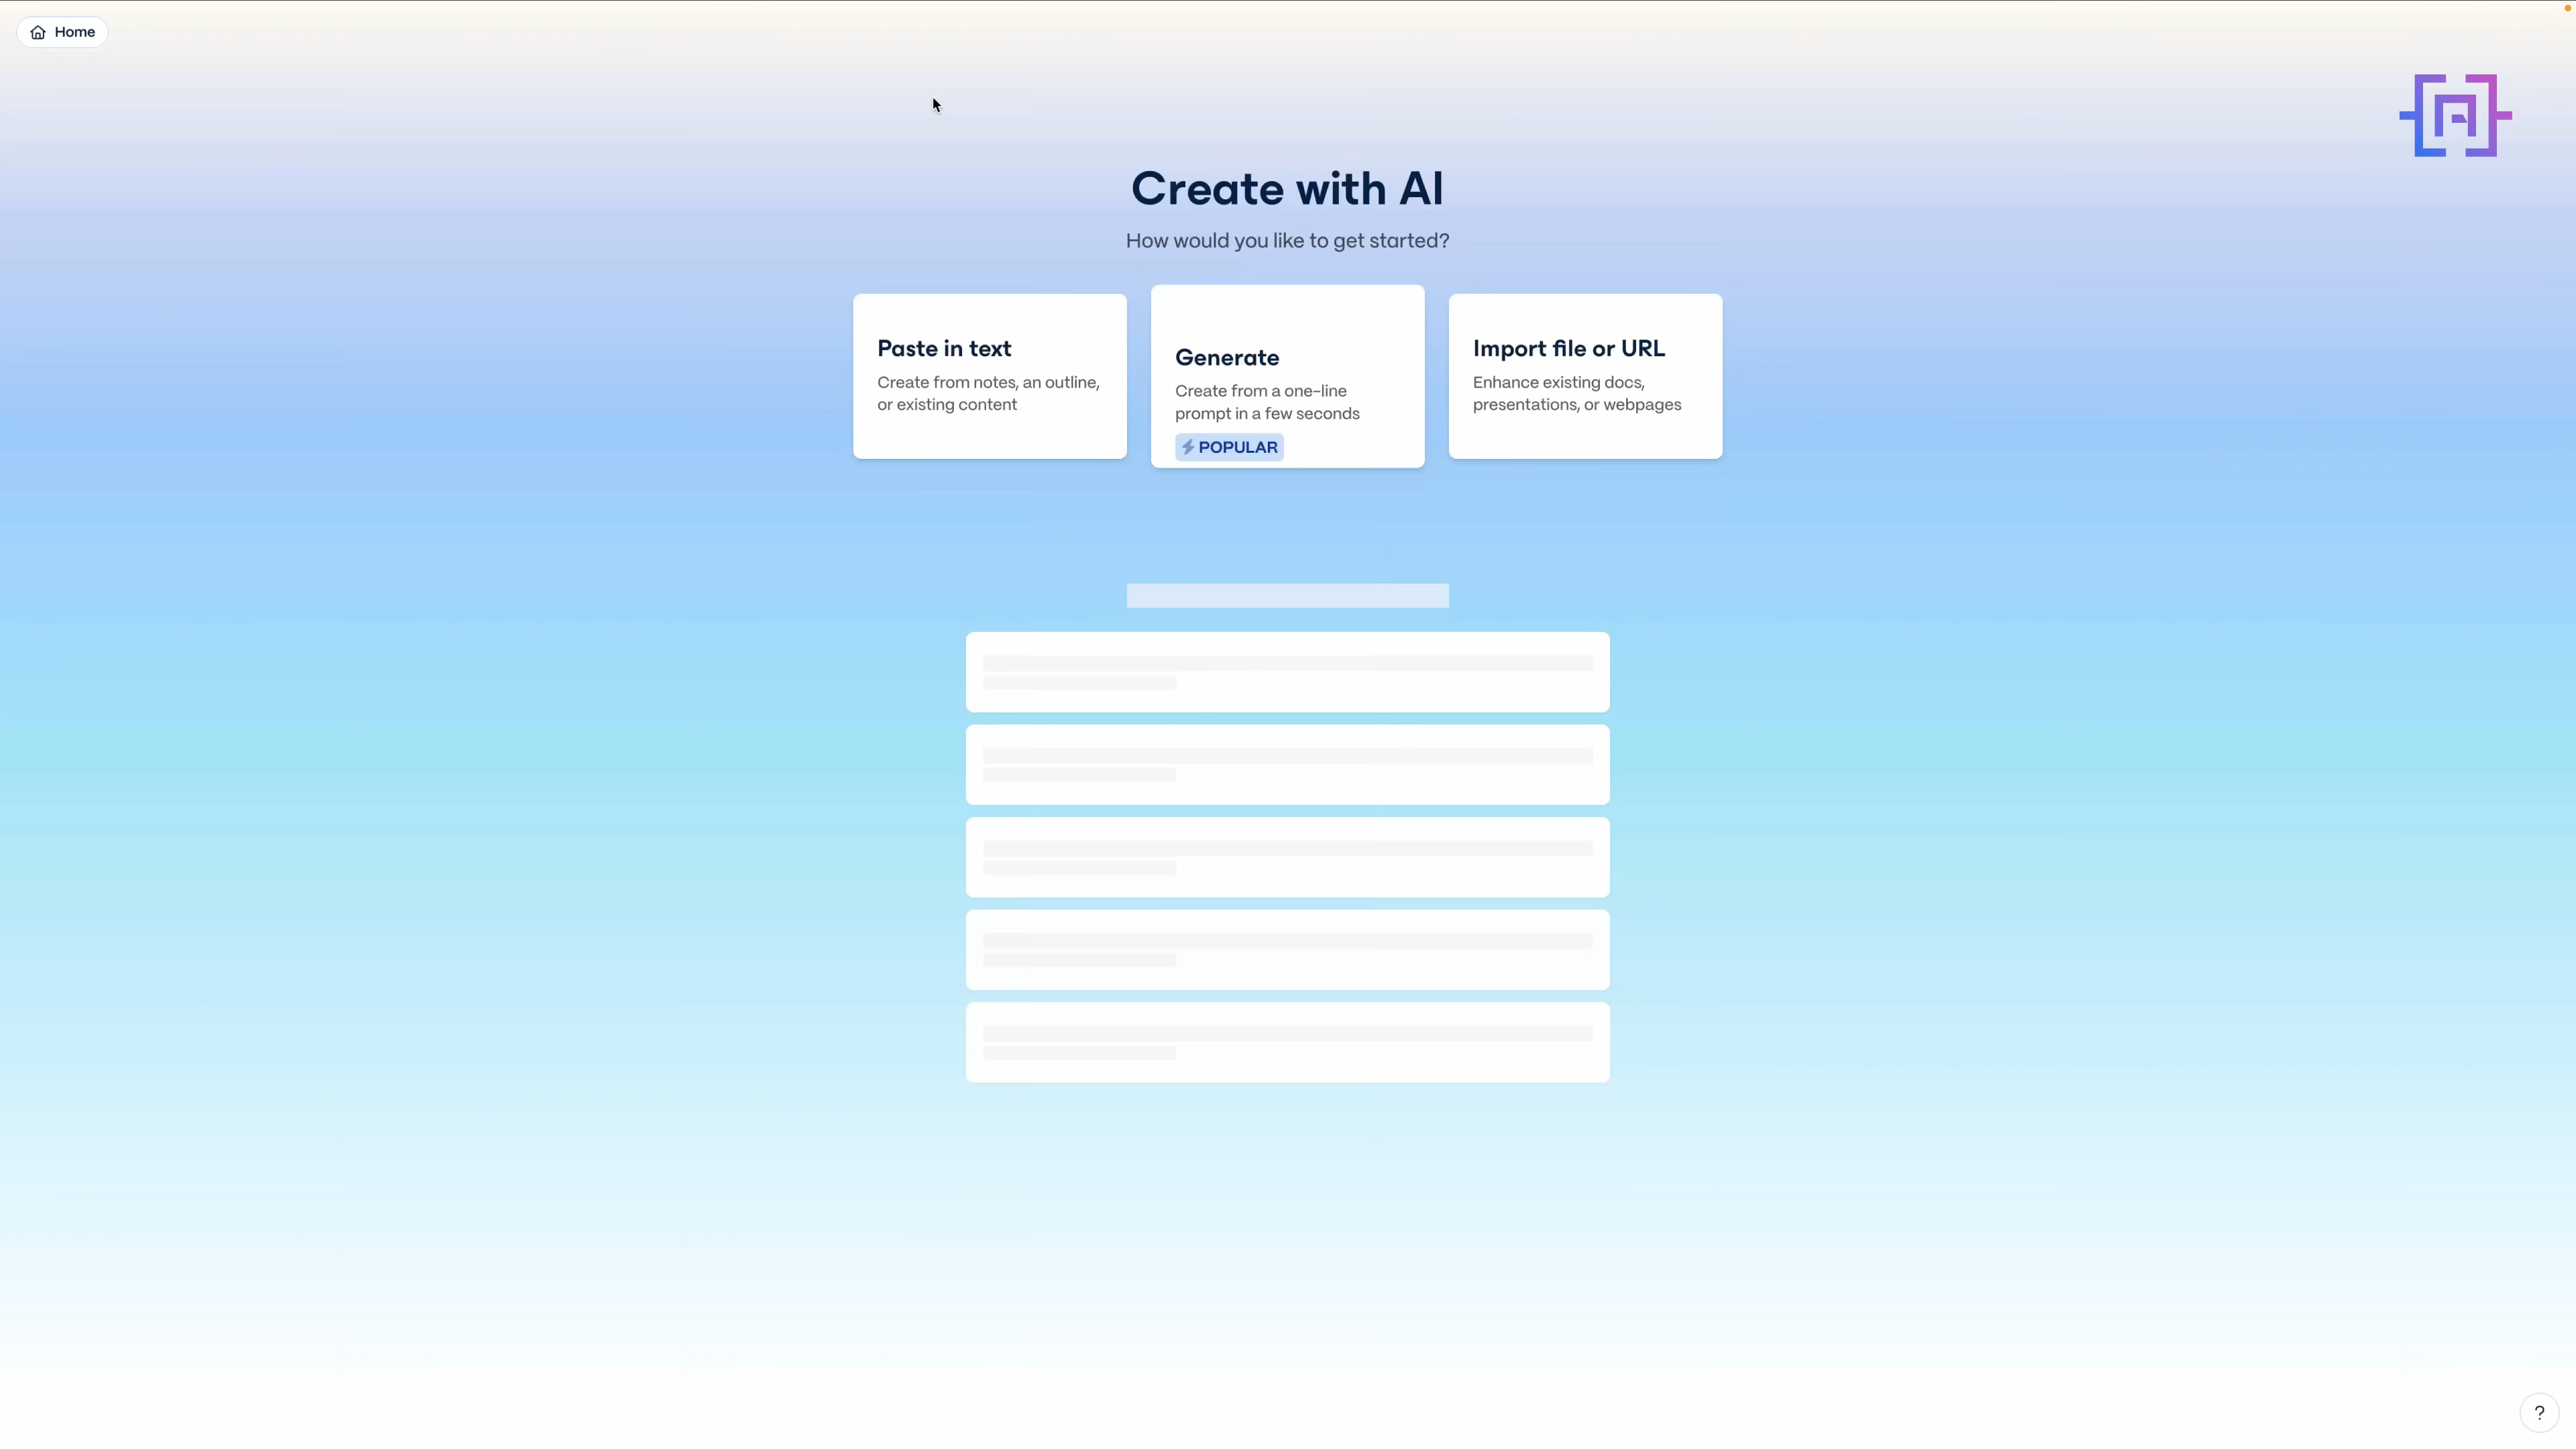 Home
Create with AI
How would you like to get started?
Paste in text
Create from notes, an outline,
or existing content
Generate
Create from a one-line
prompt in a few seconds
POPULAR
Import file or URL
Enhance existing docs,
presentations, or webpages
?